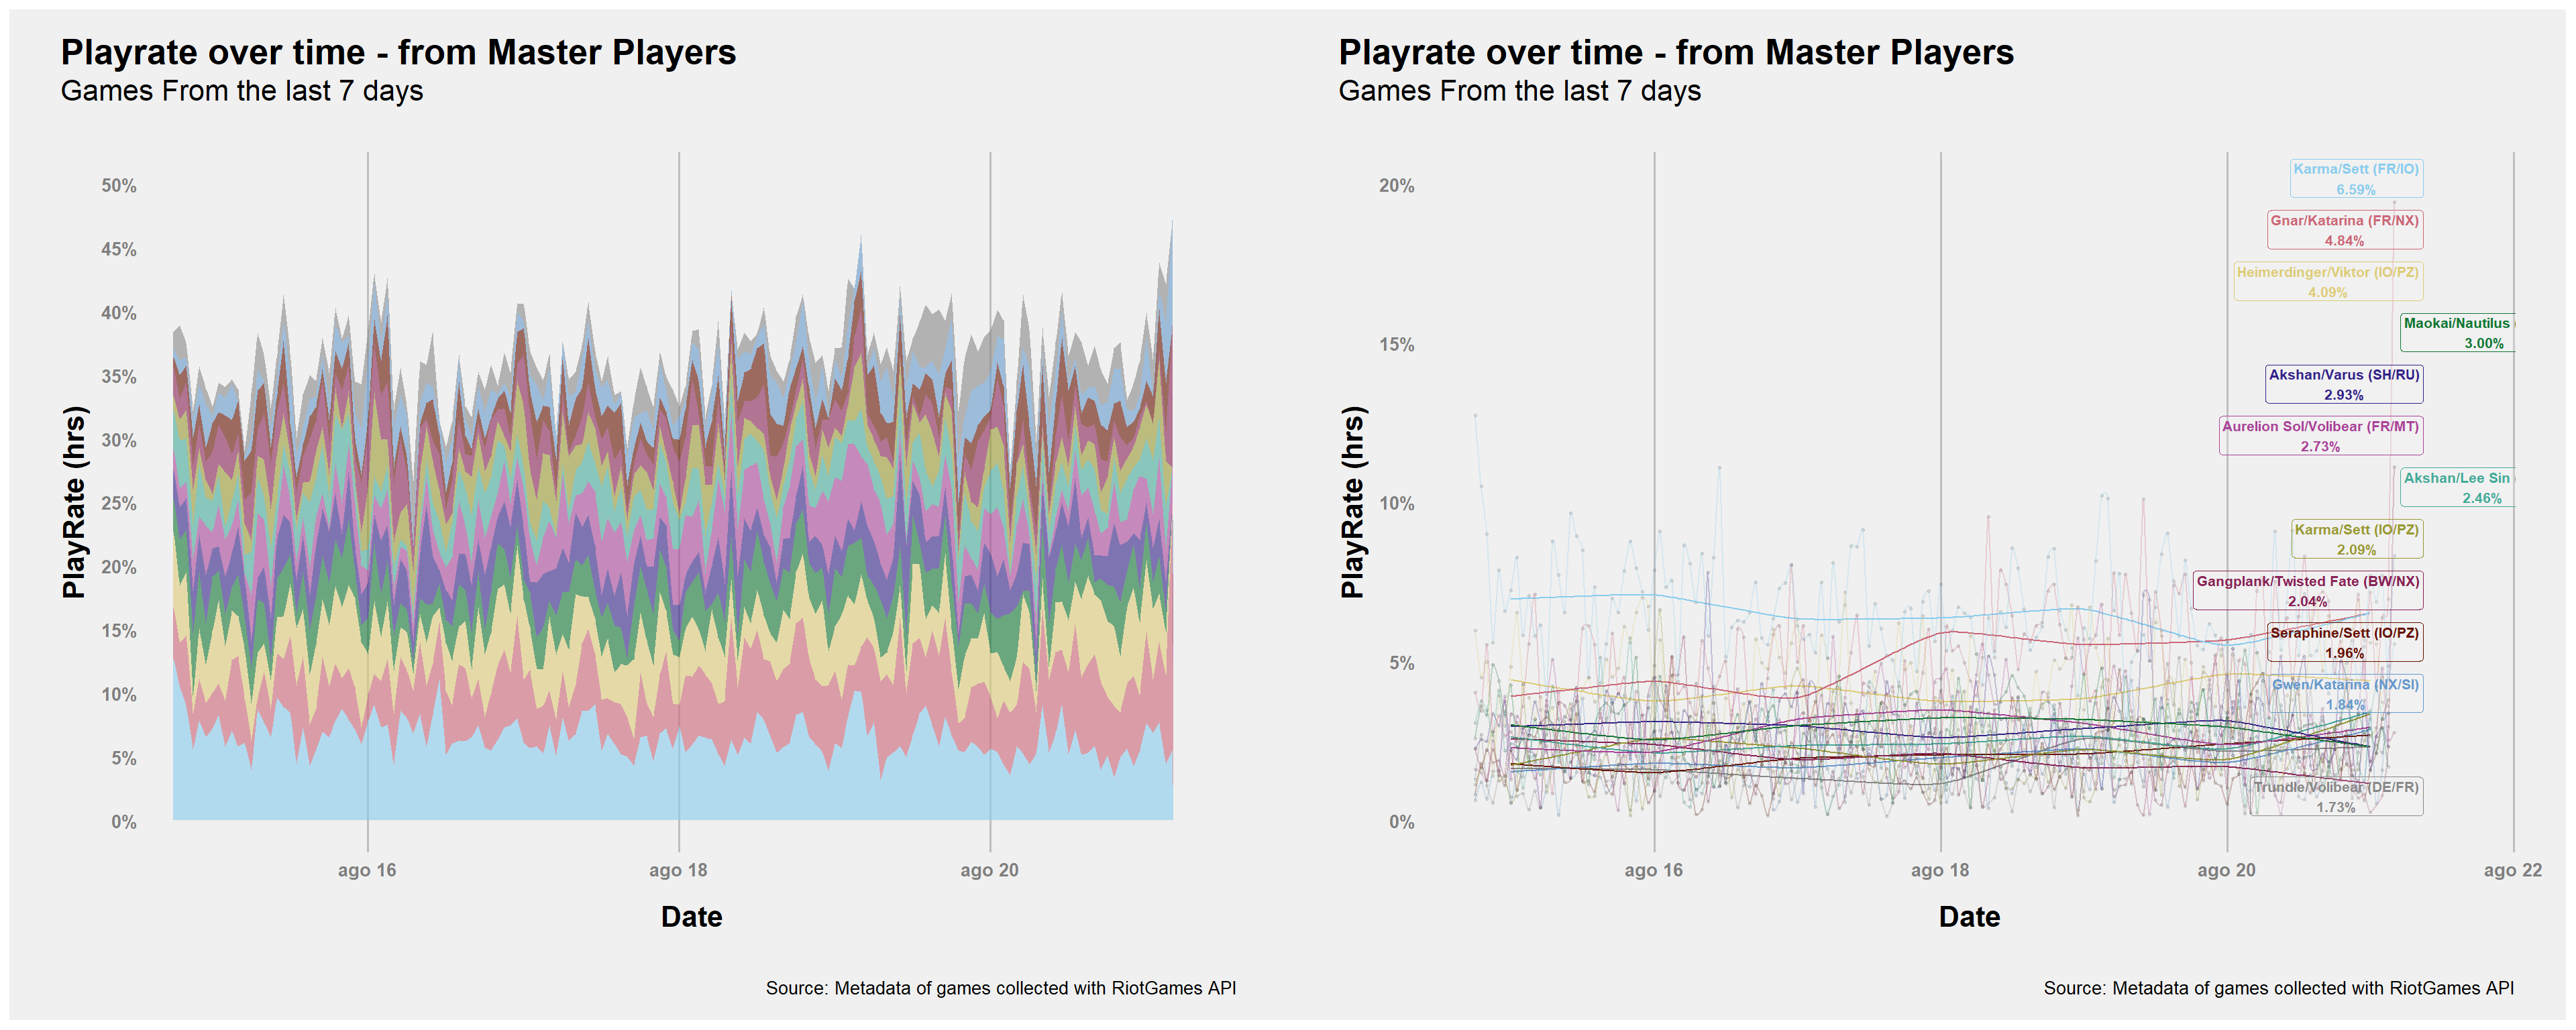 Playrate over time - from Master Players
Games From the last 7 days
50%
45%
40%
35%
30%
25%
20%
15%
10%
5%
0%
PlayRate (hrs)
ago 16
ago 18
ago 20
Date
Source: Metadata of games collected with RiotGames API
Playrate over time - from Master Players
Games From the last 7 days
20%
15%
10%
5%
0%
PlayRate (hrs)
Karma/Sett (FR/IO)
6.59%
Gnar/Katarina (FR/NX)
4.84%
Heimerdinger/Viktor (IO/PZ)
4.09%
Maokai/Nautilus
3.00%
Akshan/Varus (SH/RU)
2.93%
Aurelion Sol/Volibear (FR/MT)
2.73%
Akshan/Lee Sin
2.46%
Karma/Sett (IO/PZ)
2.09%
Gangplank/Twisted Fate (BW/NX)
2.04%
Seraphine/Sett (IO/PZ)
1.96%
Gwen/Katarina (NX/SI)
1.84%
Trundle/Volibear (DE/FR)
1.73%
ago 16
ago 18
ago 20
ago 22
Date
Source: Metadata of games collected with RiotGames API